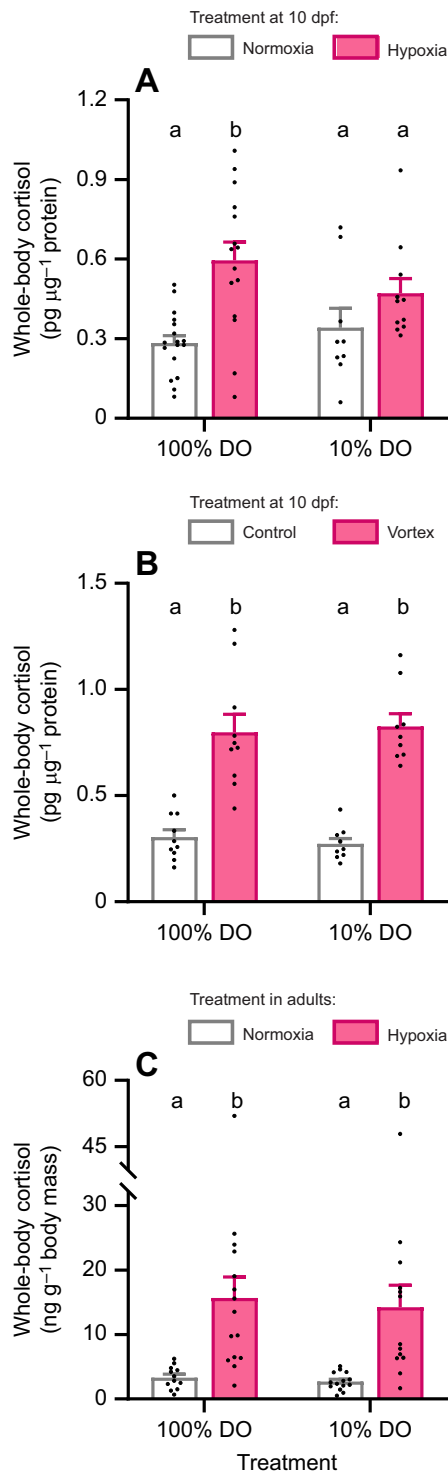 Treatment at 10 dpf:
Normoxia Hypoxia
A
1.2
a b a a
0.9
Whole-body cortisol
(pg µg⁻¹ protein)
0.6
0.3
0
100% DO 10% DO
Treatment at 10 dpf:
Control Vortex
B
1.5
a b a b
1.0
Whole-body cortisol
(pg µg⁻¹ protein)
0.5
0
100% DO 10% DO
Treatment in adults:
Normoxia Hypoxia
C
60
a b a b
45
30
Whole-body cortisol
(ng g⁻¹ body mass)
20
10
0
100% DO 10% DO
Treatment